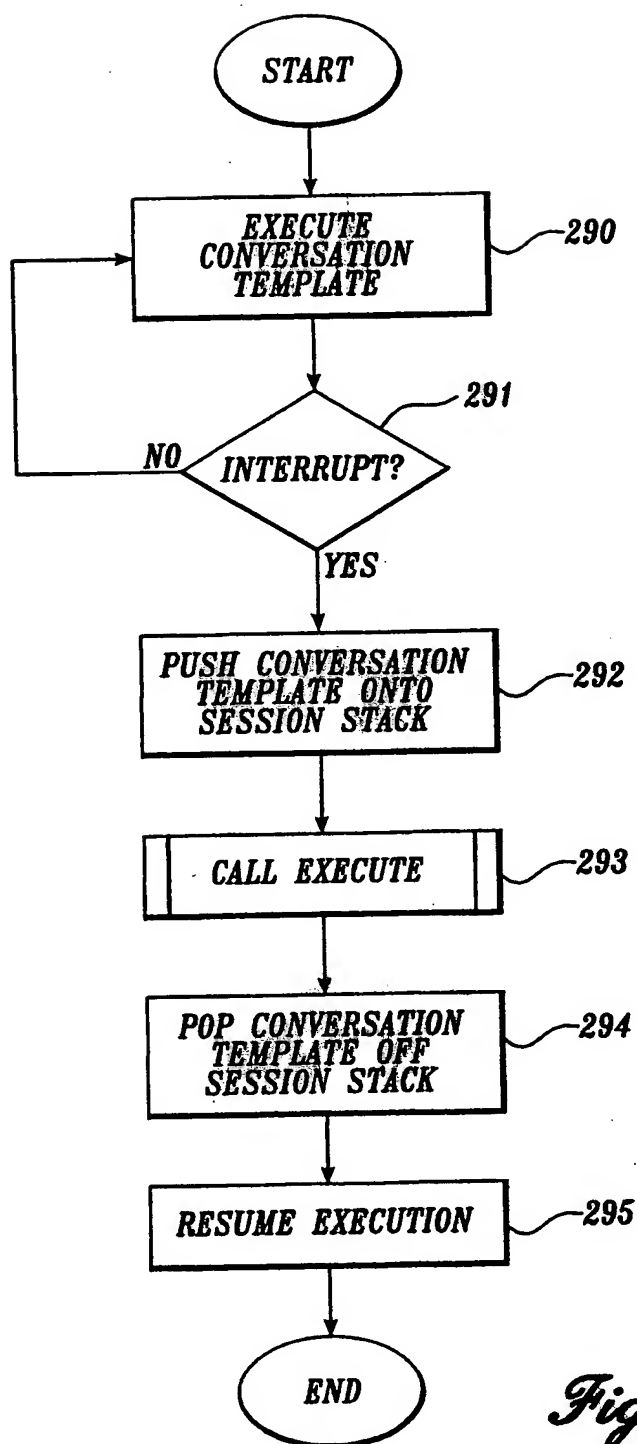 START
EXECUTE
CONVERSATION
TEMPLATE
290
291
NO
INTERRUPT?
YES
PUSH CONVERSATION
TEMPLATE ONTO
SESSION STACK
292
CALL EXECUTE
293
POP CONVERSATION
TEMPLATE OFF
SESSION STACK
294
RESUME EXECUTION
295
END
Fig